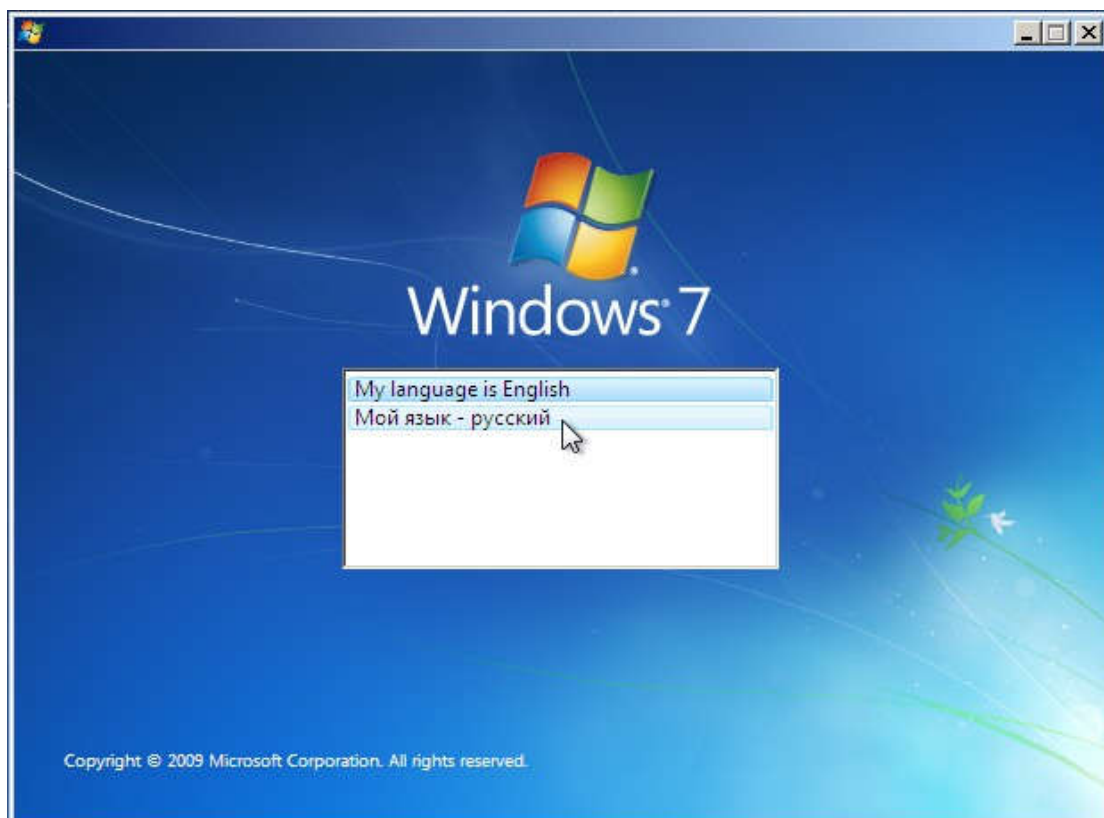 Windows® 7
My language is English
Мой язык - русский
Copyright © 2009 Microsoft Corporation. All rights reserved.